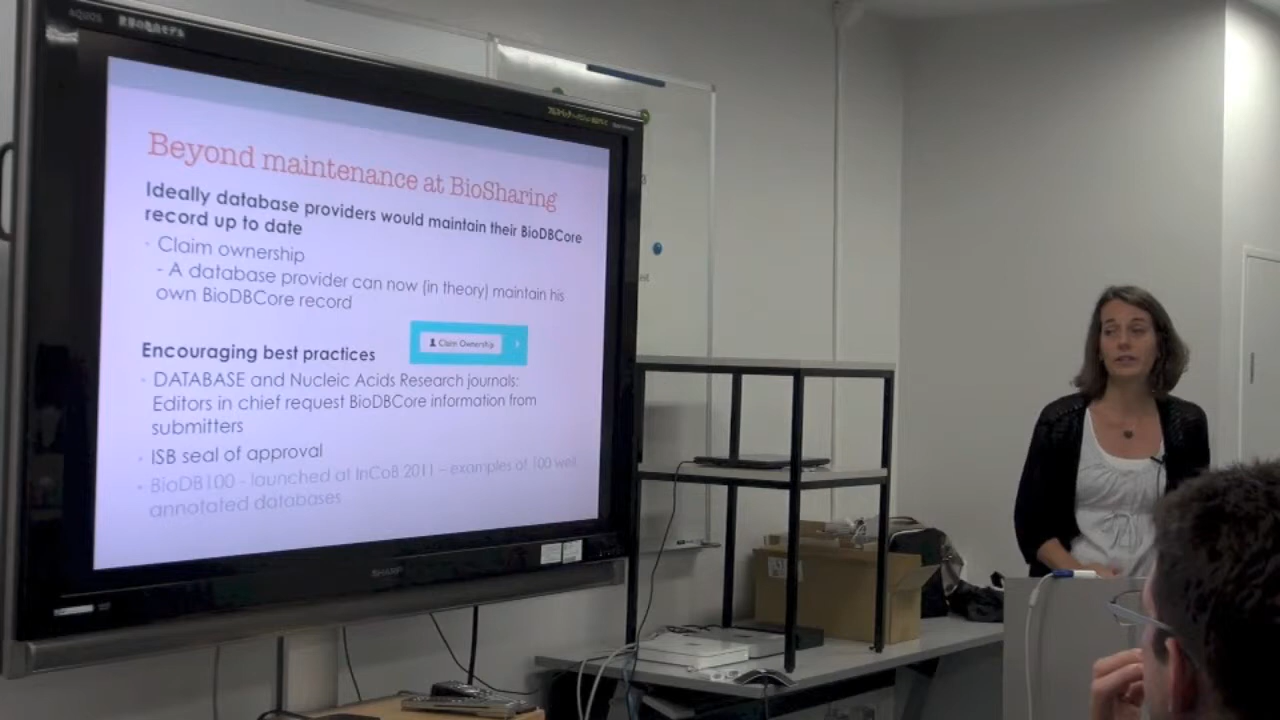 AQUOS
Beyond maintenance at BioSharing
Ideally database providers would maintain their BioDBCore
record up to date
Claim ownership
- A database provider can now (in theory) maintain his
own BioDBCore record
Claim Ownership
Encouraging best practices
DATABASE and Nucleic Acids Research journals:
Editors in chief request BioDBCore information from
submitters
ISB seal of approval
BioDB100 - launched at InCoB 2011 – examples of 100 well
annotated databases
SHARP